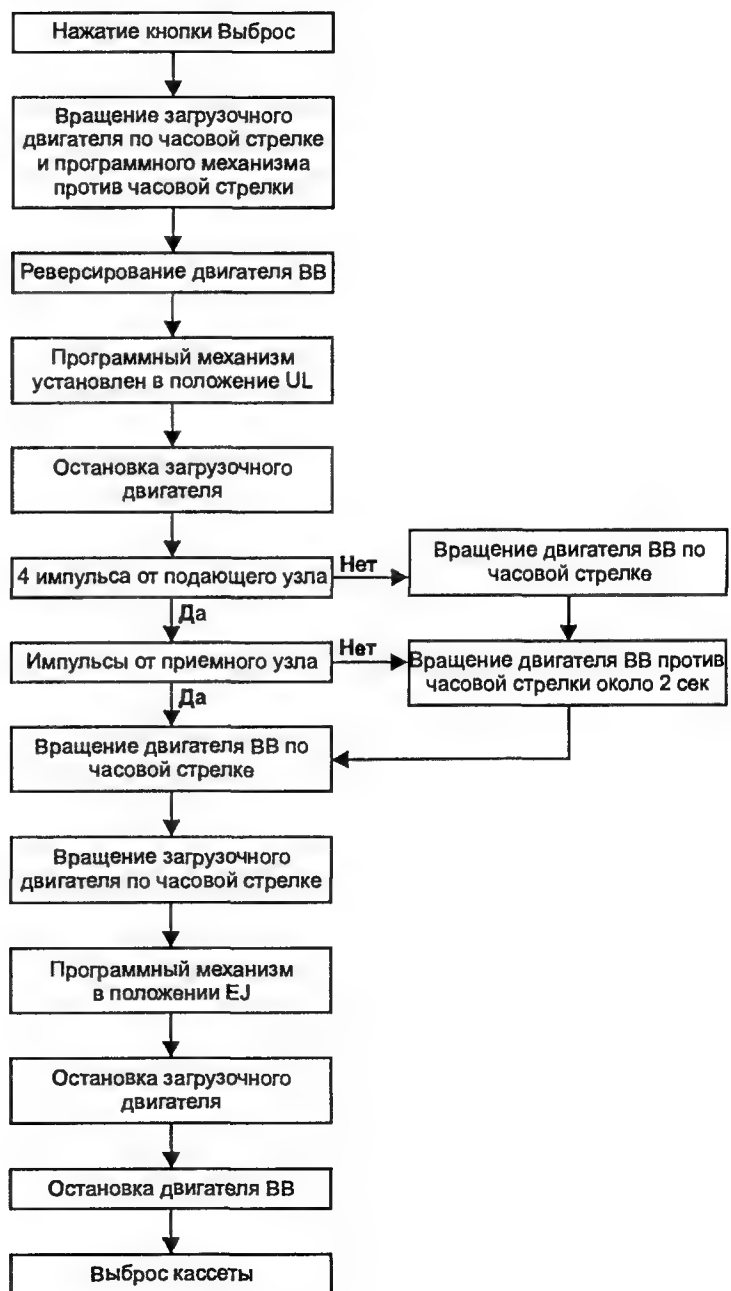 Нажатие кнопки Выброс
Вращение загрузочного
двигателя по часовой стрелке
и программного механизма
против часовой стрелки
Реверсирование двигателя ВВ
Программный механизм
установлен в положение UL
Остановка загрузочного
двигателя
4 импульса от подающего узла
Нет
Вращение двигателя ВВ по
часовой стрелке
Да
Импульсы от приемного узла
Нет
Вращение двигателя ВВ против
часовой стрелки около 2 сек
Да
Вращение двигателя ВВ по
часовой стрелке
Вращение загрузочного
двигателя по часовой стрелке
Программный механизм
в положении EJ
Остановка загрузочного
двигателя
Остановка двигателя ВВ
Выброс кассеты